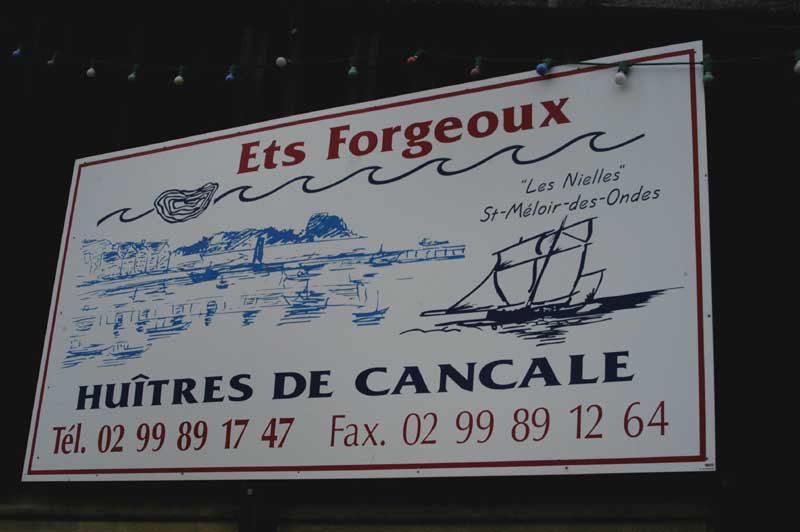 Ets Forgeoux
"Les Nielles"
St-Méloir-des-Ondes
HUÎTRES DE CANCALE
Tél. 02 99 89 17 47 Fax. 02 99 89 12 64